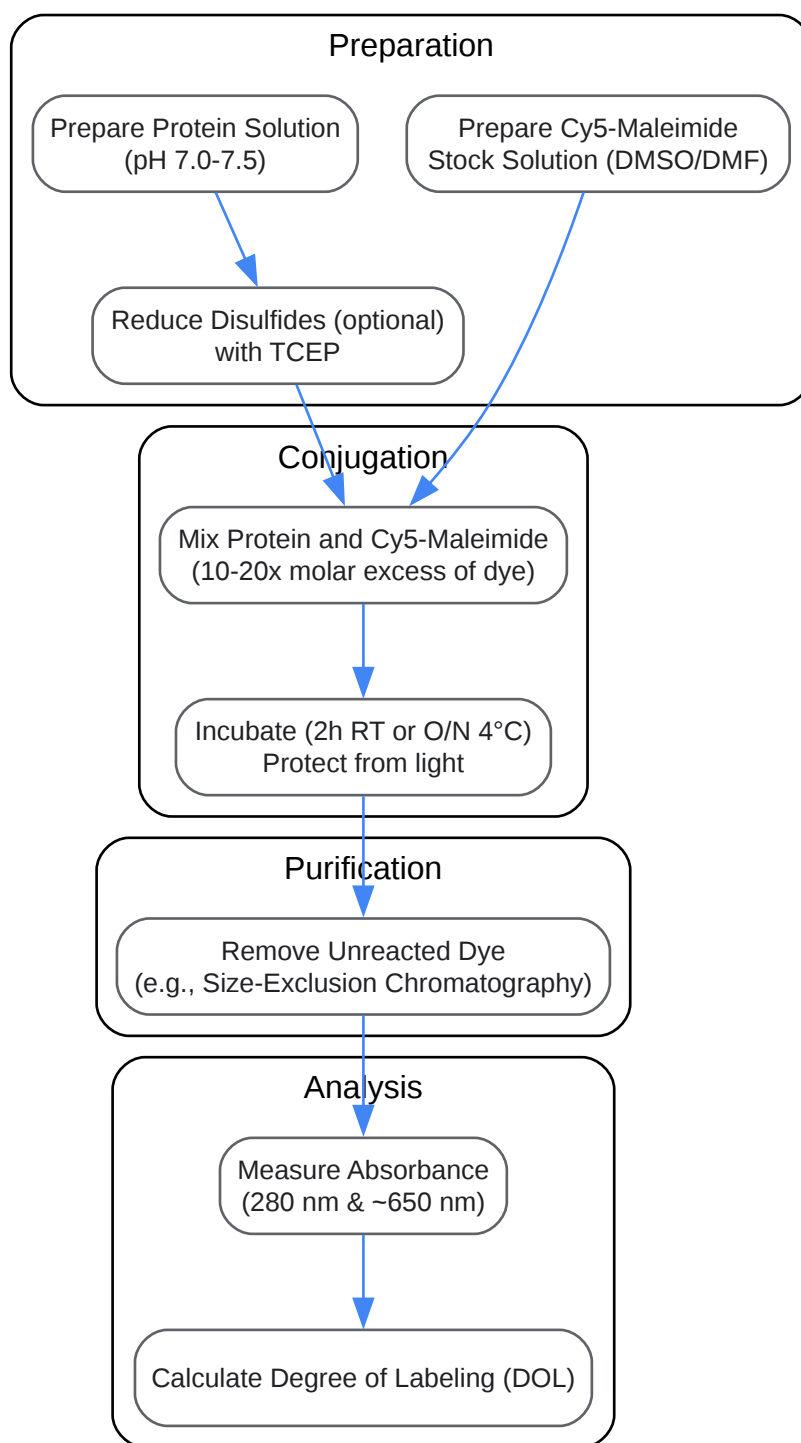 Preparation
Prepare Protein Solution
(pH 7.0-7.5)
Prepare Cy5-Maleimide
Stock Solution (DMSO/DMF)
Reduce Disulfides (optional)
with TCEP
Conjugation
Mix Protein and Cy5-Maleimide
(10-20x molar excess of dye)
Incubate (2h RT or O/N 4°C)
Protect from light
Purification
Remove Unreacted Dye
(e.g., Size-Exclusion Chromatography)
Analysis
Measure Absorbance
(280 nm & ~650 nm)
Calculate Degree of Labeling (DOL)